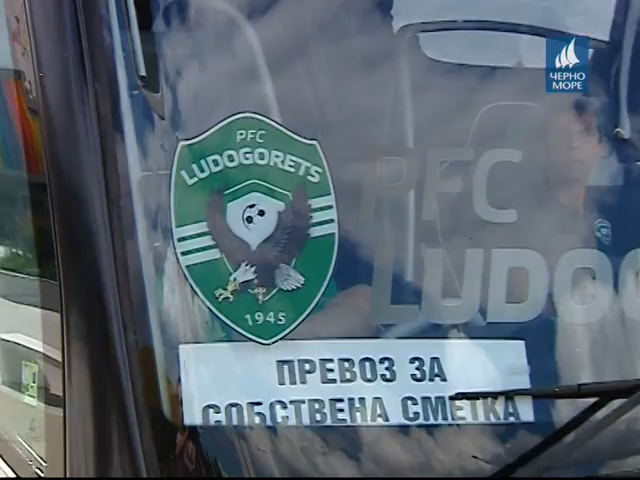 ЧЕРНО
МОРЕ
PFC
LUDOGORETS
1945
PFC
LUDOG
ПРЕВОЗ ЗА
СОБСТВЕНА СМЕТКА